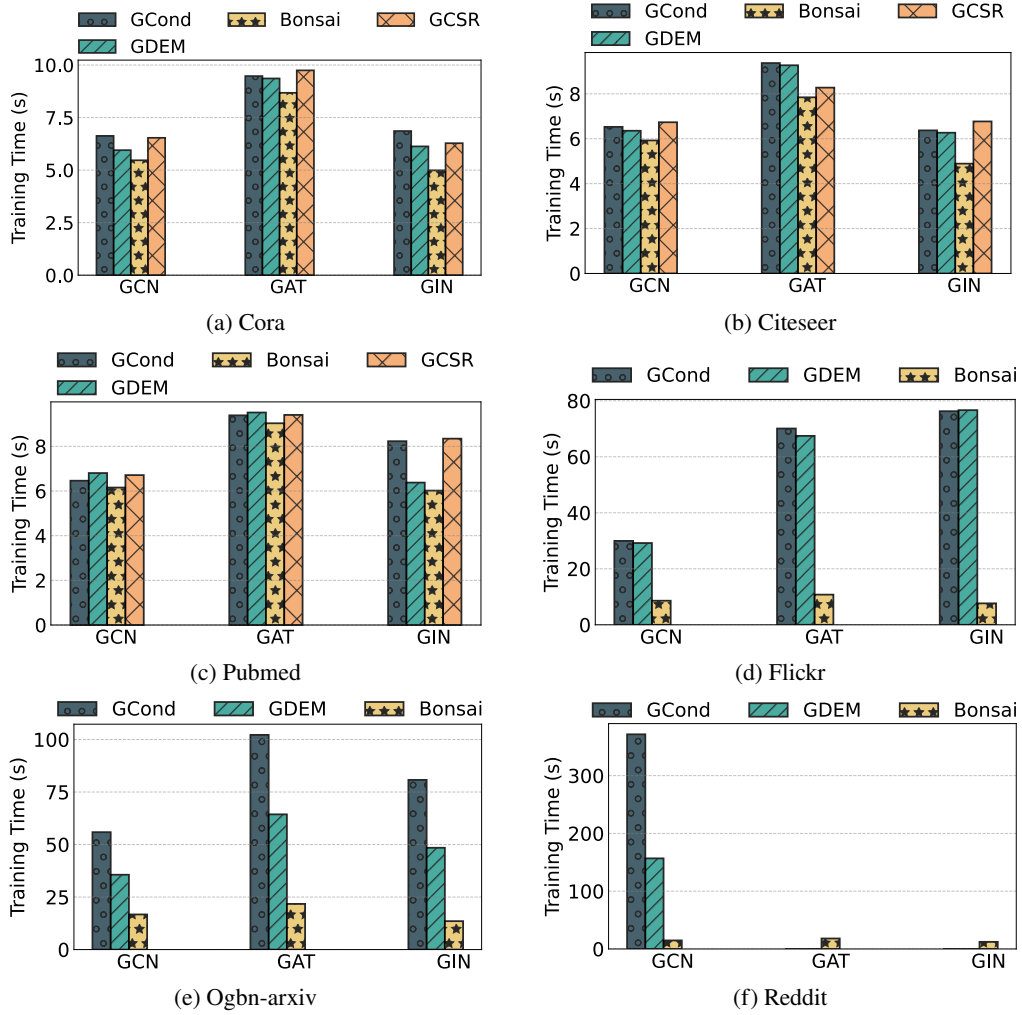 GCond Bonsai GCSR
GDEM
Training Time (s)
10.0
7.5
5.0
2.5
0.0
GCN GAT GIN
(a) Cora
GCond Bonsai GCSR
GDEM
Training Time (s)
8
6
4
2
0
GCN GAT GIN
(b) Citeseer
GCond Bonsai GCSR
GDEM
Training Time (s)
8
6
4
2
0
GCN GAT GIN
(c) Pubmed
GCond GDEM Bonsai
Training Time (s)
80
60
40
20
0
GCN GAT GIN
(d) Flickr
GCond GDEM Bonsai
Training Time (s)
100
75
50
25
0
GCN GAT GIN
(e) Ogbn-arxiv
GCond GDEM Bonsai
Training Time (s)
300
200
100
0
GCN GAT GIN
(f) Reddit